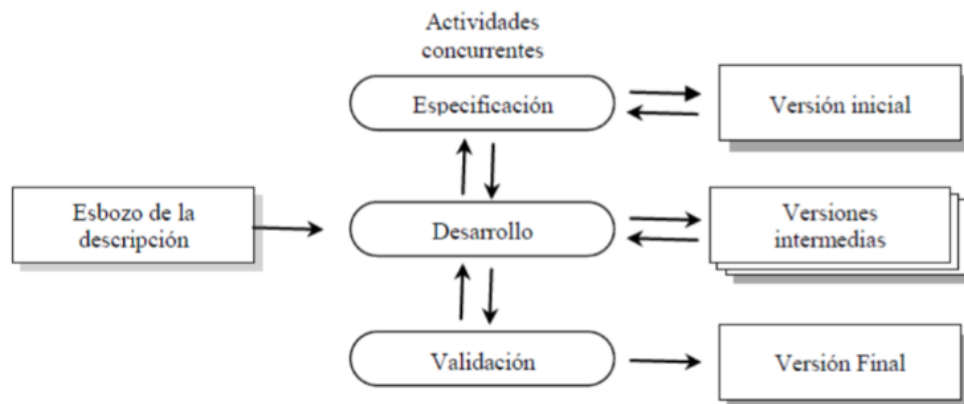 Actividades
concurrentes
Especificación
Versión inicial
Esbozo de la
descripción
Desarrollo
Versiones
intermedias
Validación
Versión Final